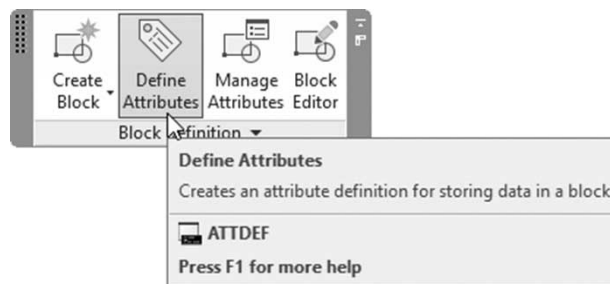 Create Define Manage Block
Block Attributes Attributes Editor
Block Definition
Define Attributes
Creates an attribute definition for storing data in a block
ATTDEF
Press F1 for more help